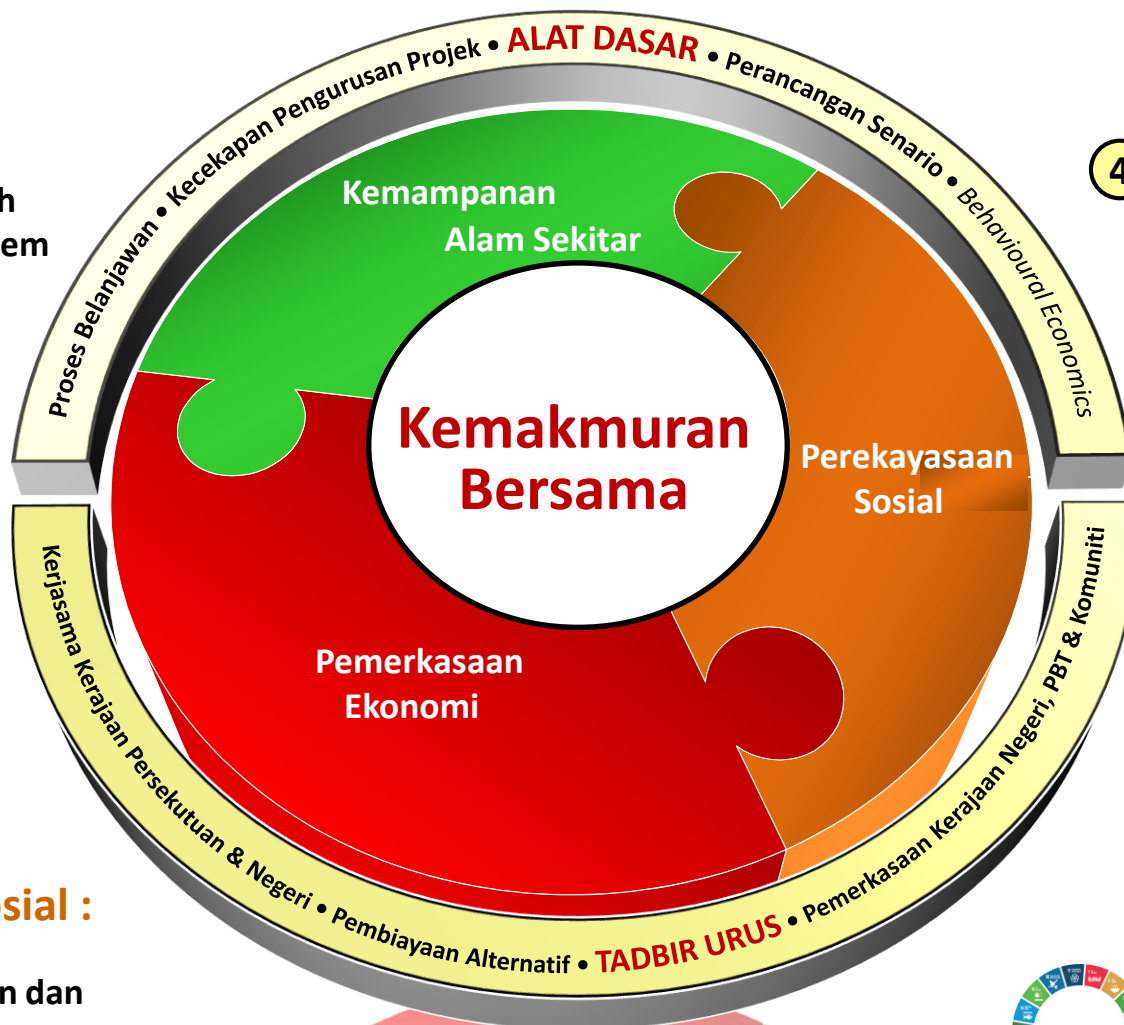 Proses Belanjawan • Kecekapan Pengurusan Projek • ALAT DASAR • Perancangan Senario • Behavioural Economics
4
h
em
Kemampanan
Alam Sekitar
Kemakmuran
Bersama
Perekayasaan
Sosial
Pemerkasaan
Ekonomi
Kerjasama Kerajaan Persekutuan & Negeri • Pembiayaan Alternatif • TADBIR URUS • Pemerkasaan Kerajaan Negeri, PBT & Komuniti
sial :
n dan